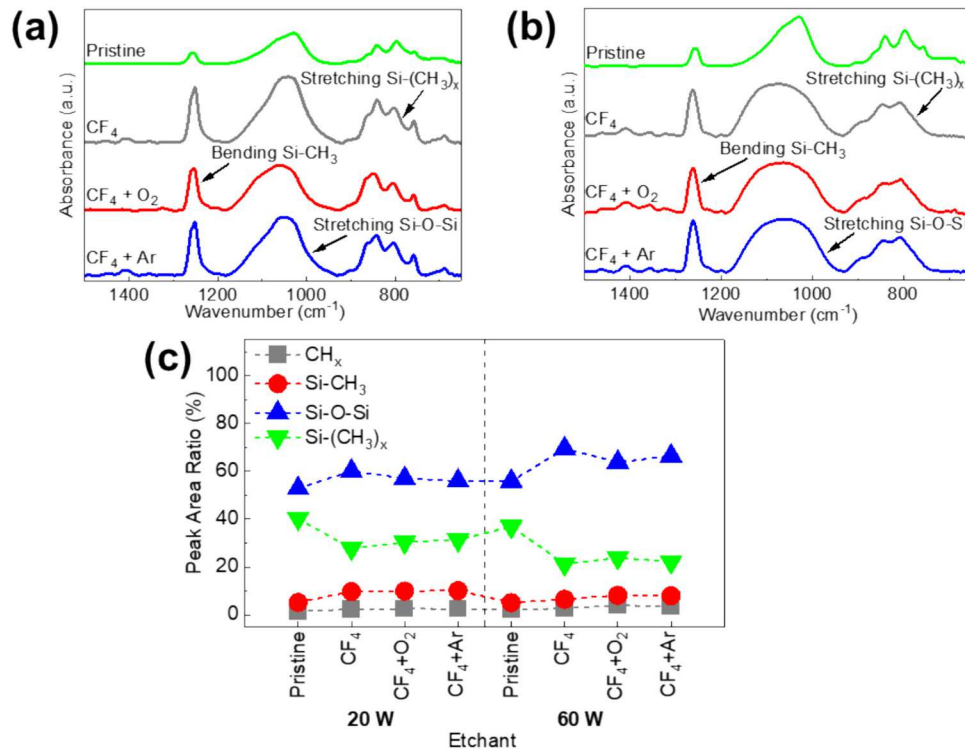 (a)
Pristine
Stretching Si-(CH3)x
CF4
Bending Si-CH3
CF4 + O2
Stretching Si-O-Si
CF4 + Ar
Absorbance (a.u.)
1400 1200 1000 800
Wavenumber (cm-1)
(b)
Pristine
Stretching Si-(CH3)x
CF4
Bending Si-CH3
CF4 + O2
Stretching Si-O-S
CF4 + Ar
Absorbance (a.u.)
1400 1200 1000 800
Wavenumber (cm-1)
(c)
CHx
Si-CH3
Si-O-Si
Si-(CH3)x
Peak Area Ratio (%)
100
80
60
40
20
0
Pristine CF4 CF4+O2 CF4+Ar Pristine CF4 CF4+O2 CF4+Ar
20 W 60 W
Etchant